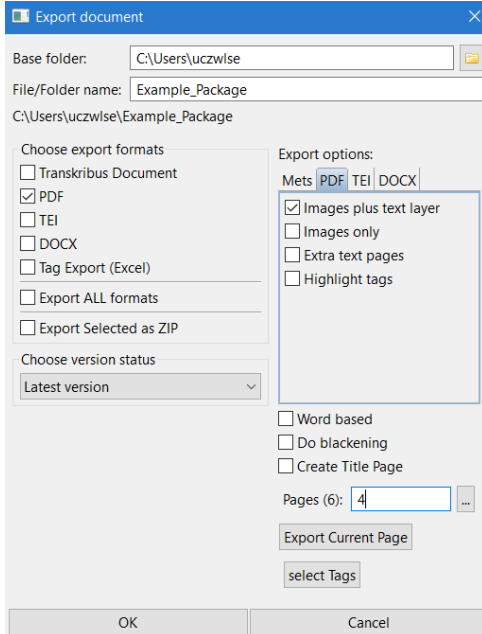 Export document
Base folder: C:\Users\uczwlse
File/Folder name: Example_Package
C:\Users\uczwlse\Example_Package
Choose export formats
Transkribus Document
PDF
TEI
DOCX
Tag Export (Excel)
Export ALL formats
Export Selected as ZIP
Choose version status
Latest version
Export options:
Mets PDF TEI DOCX
Images plus text layer
Images only
Extra text pages
Highlight tags
Word based
Do blackening
Create Title Page
Pages (6): 4 ...
Export Current Page
select Tags
OK Cancel